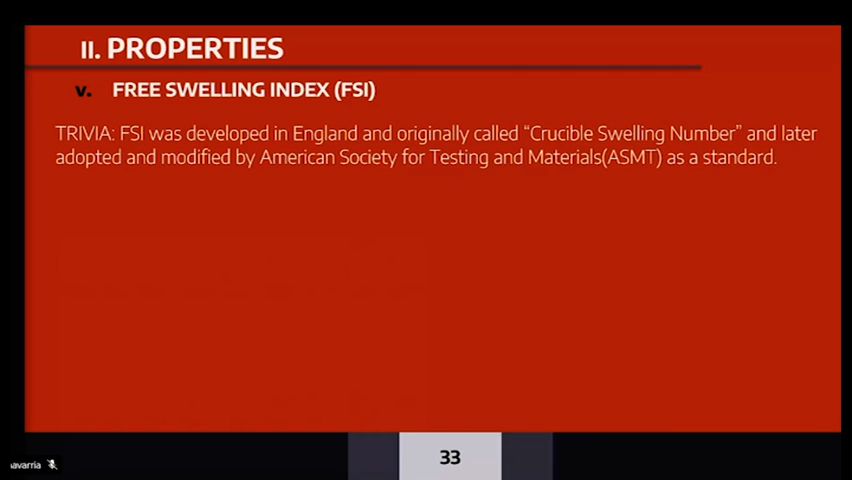 II. PROPERTIES
v. FREE SWELLING INDEX (FSI)
TRIVIA: FSI was developed in England and originally called “Crucible Swelling Number” and later
adopted and modified by American Society for Testing and Materials(ASMT) as a standard.
33
navarria